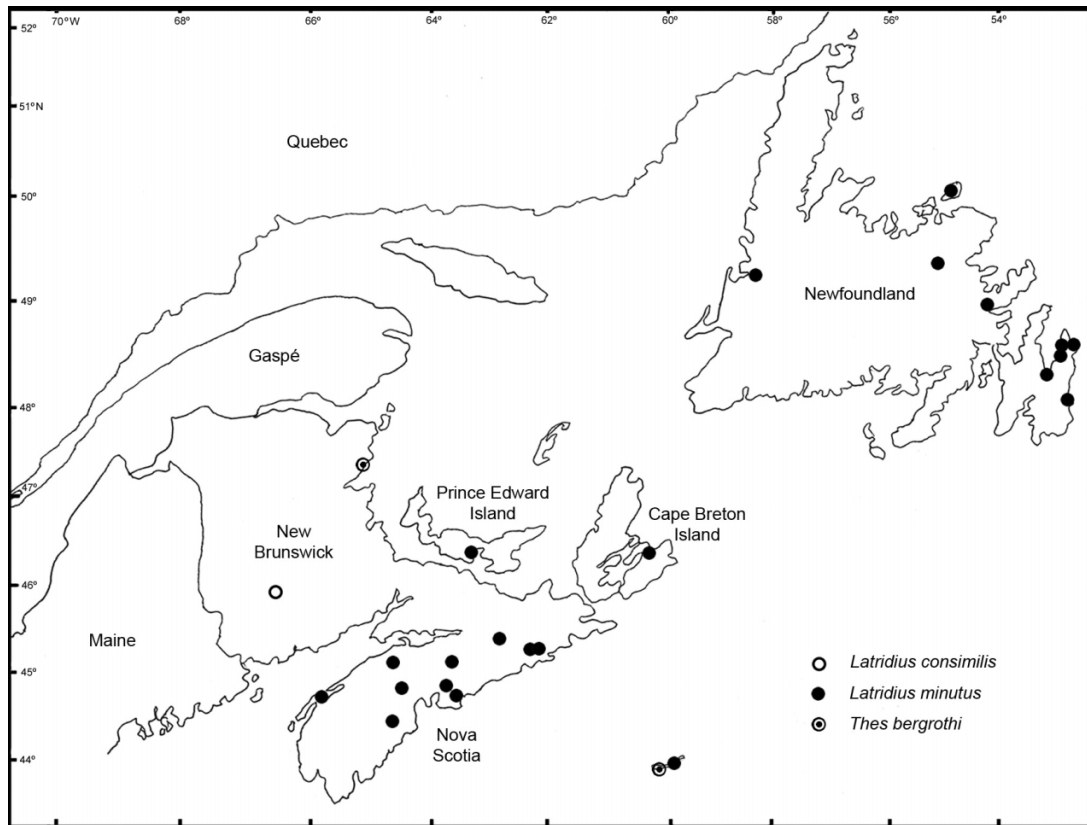 70°W 68° 66° 64° 62° 60° 56° 54°
52°
51°N
Quebec
50°
49°
Newfoundland
Gaspé
48°
47°
Prince Edward
Island
Cape Breton
Island
New
Brunswick
46°
Maine
Latridius consimilis
45°
Latridius minutus
Thes bergrothi
Nova
Scotia
44°